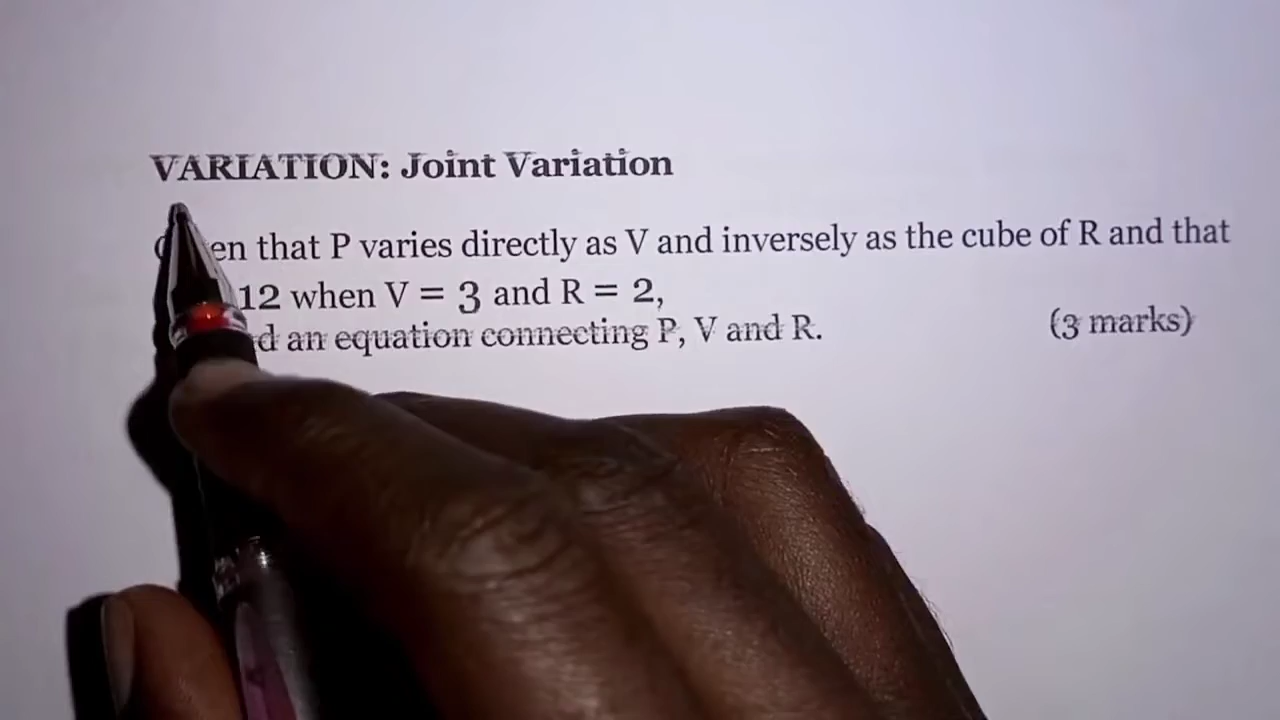 VARIATION: Joint Variation
that P varies directly as V and inversely as the cube of R and that
12 when V = 3 and R = 2,
an equation connecting P, V and R. (3 marks)